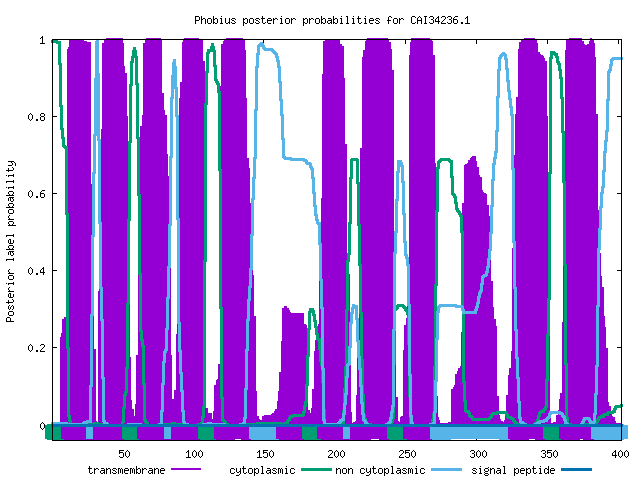 Phobius posterior probabilities for CAI34236.1
1
0.8
0.6
0.4
0.2
0
Posterior label probability
50 100 150 200 250 300 350 400
transmembrane cytoplasmic non cytoplasmic signal peptide